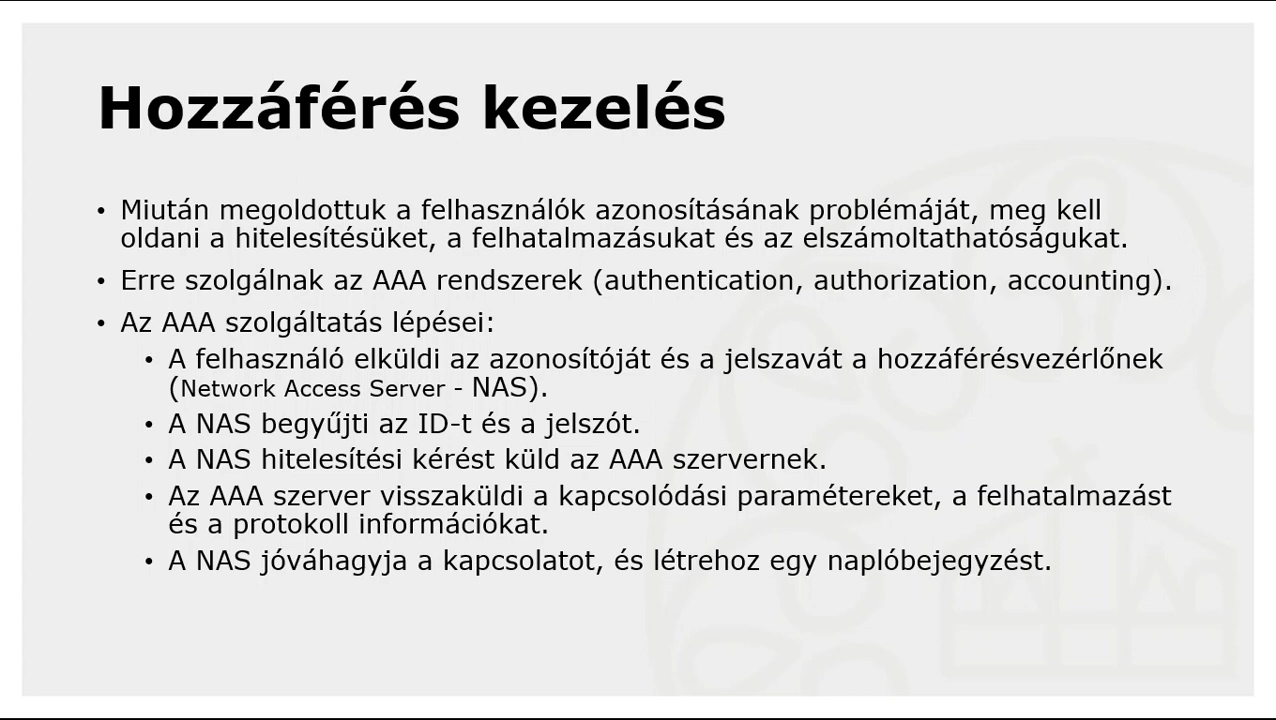 Hozzáférés kezelés
• Miután megoldottuk a felhasználók azonosításának problémáját, meg kell
oldani a hitelesítésüket, a felhatalmazásukat és az elszámoltathatóságukat.
• Erre szolgálnak az AAA rendszerek (authentication, authorization, accounting).
• Az AAA szolgáltatás lépései:
• A felhasználó elküldi az azonosítóját és a jelszavát a hozzáférésvezérlőnek
(Network Access Server - NAS).
• A NAS begyűjti az ID-t és a jelszót.
• A NAS hitelesítési kérést küld az AAA szervernek.
• Az AAA szerver visszaküldi a kapcsolódási paramétereket, a felhatalmazást
és a protokoll információkat.
• A NAS jóváhagyja a kapcsolatot, és létrehoz egy naplóbejegyzést.